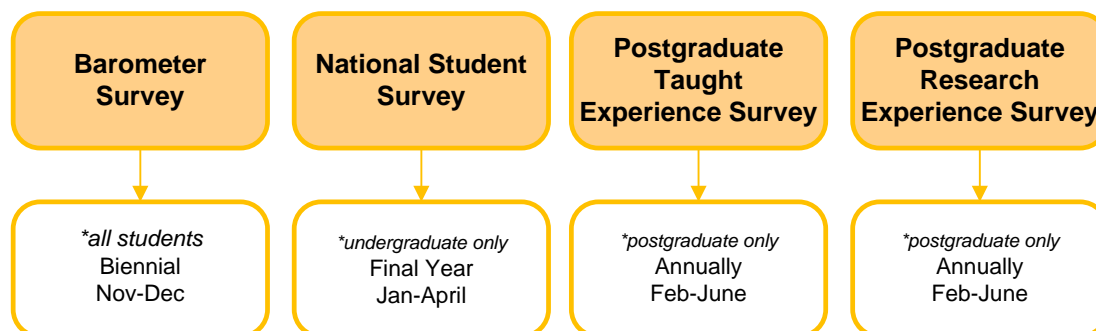 Barometer
Survey
National Student
Survey
Postgraduate
Taught
Experience Survey
Postgraduate
Research
Experience Survey
*all students
Biennial
Nov-Dec
*undergraduate only
Final Year
Jan-April
*postgraduate only
Annually
Feb-June
*postgraduate only
Annually
Feb-June